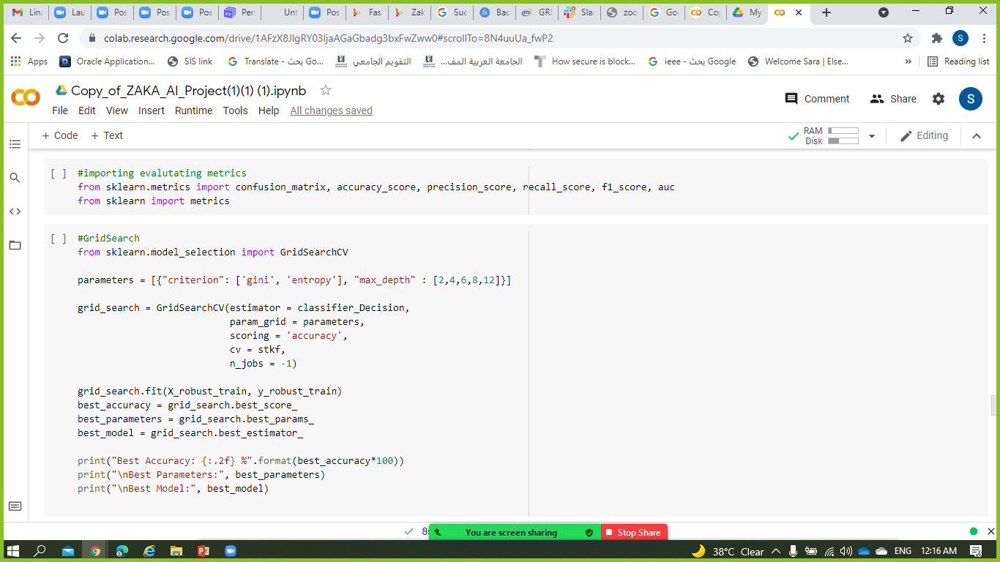 Lin
Lau
Pos
Pos
Pos
Per
Unt
Pos
Fas
Zak
Suc
Bac
GRI
Sla
zoo
Goo
Co
My
colab.research.google.com/drive/1AFzX8JlgRY03ljaAGaGbadg3bxFwZww0#scrollTo=8N4uuUa_fwP2
S
Apps
Oracle Application...
SIS link
Translate - بحث Go...
التقويم الجامعي
الجامعة العربية المف...
How secure is block...
ieee - بحث Google
Welcome Sara | Else...
»
Reading list
Copy_of_ZAKA_AI_Project(1)(1) (1).ipynb
Comment
Share
S
File Edit View Insert Runtime Tools Help All changes saved
+ Code + Text
RAM
Disk
Editing
[ ] #importing evalutating metrics
from sklearn.metrics import confusion_matrix, accuracy_score, precision_score, recall_score, f1_score, auc
from sklearn import metrics
[ ] #GridSearch
from sklearn.model_selection import GridSearchCV
parameters = [{"criterion": ['gini', 'entropy'], "max_depth" : [2,4,6,8,12]}]
grid_search = GridSearchCV(estimator = classifier_Decision,
param_grid = parameters,
scoring = 'accuracy',
cv = stkf,
n_jobs = -1)
grid_search.fit(X_robust_train, y_robust_train)
best_accuracy = grid_search.best_score_
best_parameters = grid_search.best_params_
best_model = grid_search.best_estimator_
print("Best Accuracy: {:.2f} %".format(best_accuracy*100))
print("\nBest Parameters:", best_parameters)
print("\nBest Model:", best_model)
You are screen sharing
Stop Share
38°C Clear
ENG
12:16 AM